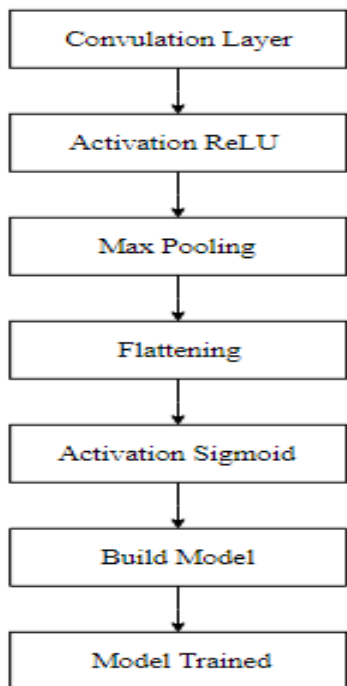 Convulation Layer
Activation ReLU
Max Pooling
Flattening
Activation Sigmoid
Build Model
Model Trained